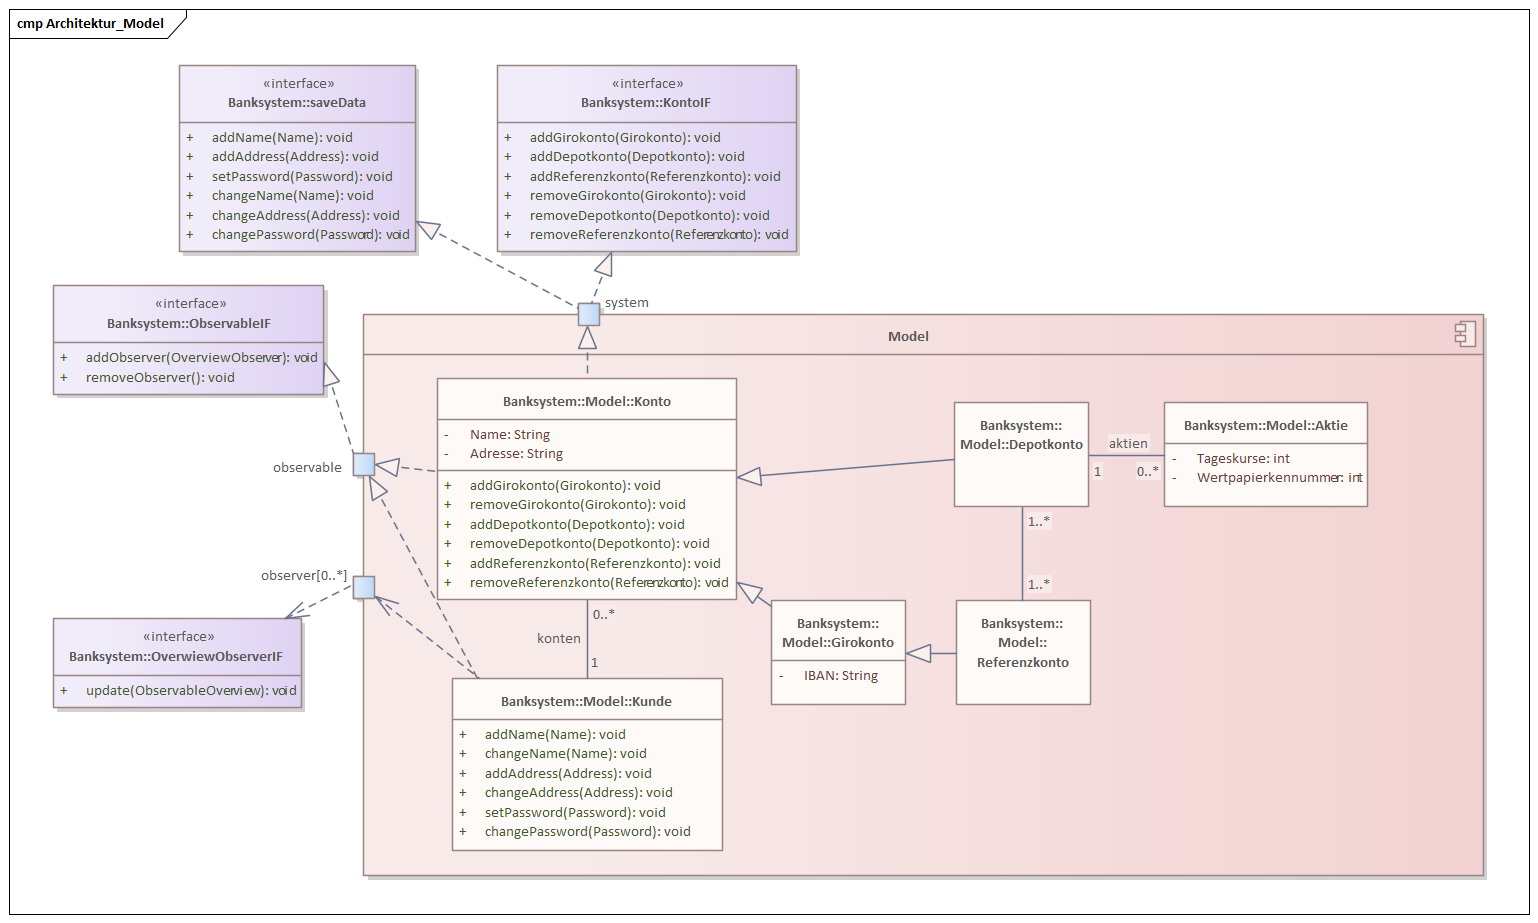 cmp Architektur_Model
«interface»
Banksystem::saveData
+ addName(Name): void
+ addAddress(Address): void
+ setPassword(Password): void
+ changeName(Name): void
+ changeAddress(Address): void
+ changePassword(Password): void
«interface»
Banksystem::KontoIF
+ addGirokonto(Girokonto): void
+ addDepotkonto(Depotkonto): void
+ addReferenzkonto(Referenzkonto): void
+ removeGirokonto(Girokonto): void
+ removeDepotkonto(Depotkonto): void
+ removeReferenzkonto(Referenzkonto): void
«interface»
Banksystem::ObservableIF
+ addObserver(OverviewObserver): void
+ removeObserver(): void
system
Model
observable
observer[0..*]
«interface»
Banksystem::OverwiewObserverIF
+ update(ObservableOverview): void
Banksystem::Model::Konto
- Name: String
- Adresse: String
+ addGirokonto(Girokonto): void
+ removeGirokonto(Girokonto): void
+ addDepotkonto(Depotkonto): void
+ removeDepotkonto(Depotkonto): void
+ addReferenzkonto(Referenzkonto): void
+ removeReferenzkonto(Referenzkonto): void
0..*
konten
1
Banksystem::Model::Kunde
+ addName(Name): void
+ changeName(Name): void
+ addAddress(Address): void
+ changeAddress(Address): void
+ setPassword(Password): void
+ changePassword(Password): void
Banksystem::
Model::Depotkonto
aktien
1
0..*
Banksystem::Model::Aktie
- Tageskurse: int
- Wertpapierkennummer: int
1..*
1..*
Banksystem::
Model::Girokonto
- IBAN: String
Banksystem::
Model::
Referenzkonto